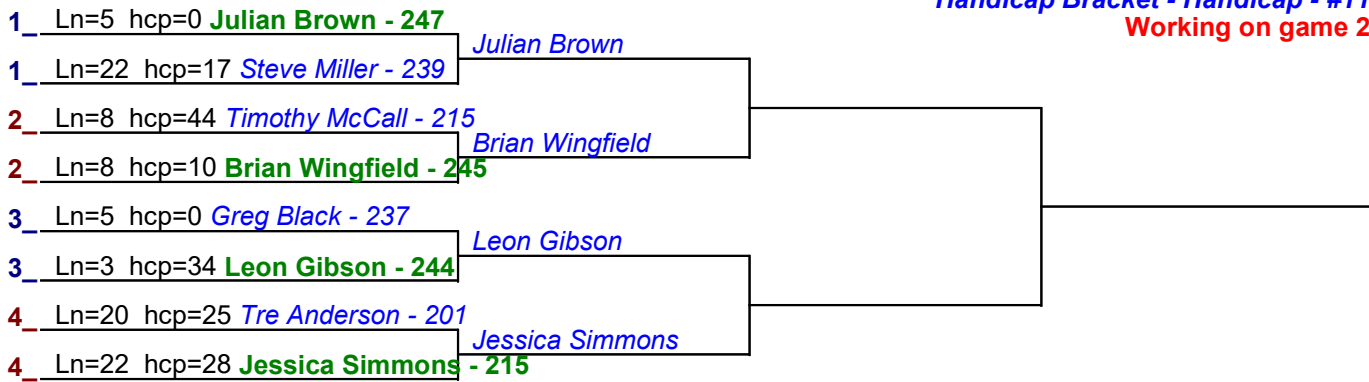 Handicap Bracket - Handicap - #11
Working on game 2
1_ Ln=5 hcp=0 Julian Brown - 247
Julian Brown
1_ Ln=22 hcp=17 Steve Miller - 239
2_ Ln=8 hcp=44 Timothy McCall - 215
Brian Wingfield
2_ Ln=8 hcp=10 Brian Wingfield - 245
3_ Ln=5 hcp=0 Greg Black - 237
Leon Gibson
3_ Ln=3 hcp=34 Leon Gibson - 244
4_ Ln=20 hcp=25 Tre Anderson - 201
Jessica Simmons
4_ Ln=22 hcp=28 Jessica Simmons - 215